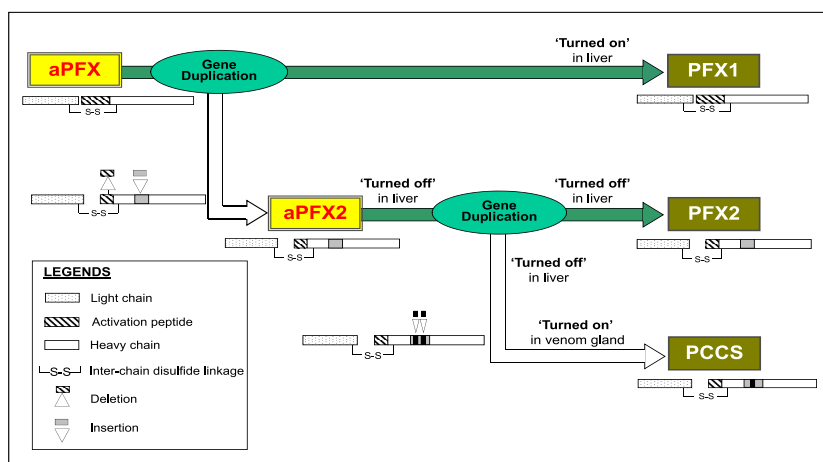 'Turned on'
in liver
aPFX
Gene
Duplication
PFX1
S-S
S-S
'Turned off'
in liver
'Turned off'
in liver
S-S
aPFX2
Gene
Duplication
PFX2
S-S
S-S
'Turned off'
in liver
LEGENDS
Light chain
Activation peptide
Heavy chain
S-S Inter-chain disulfide linkage
Deletion
Insertion
S-S
'Turned on'
in venom gland
PCCS
S-S